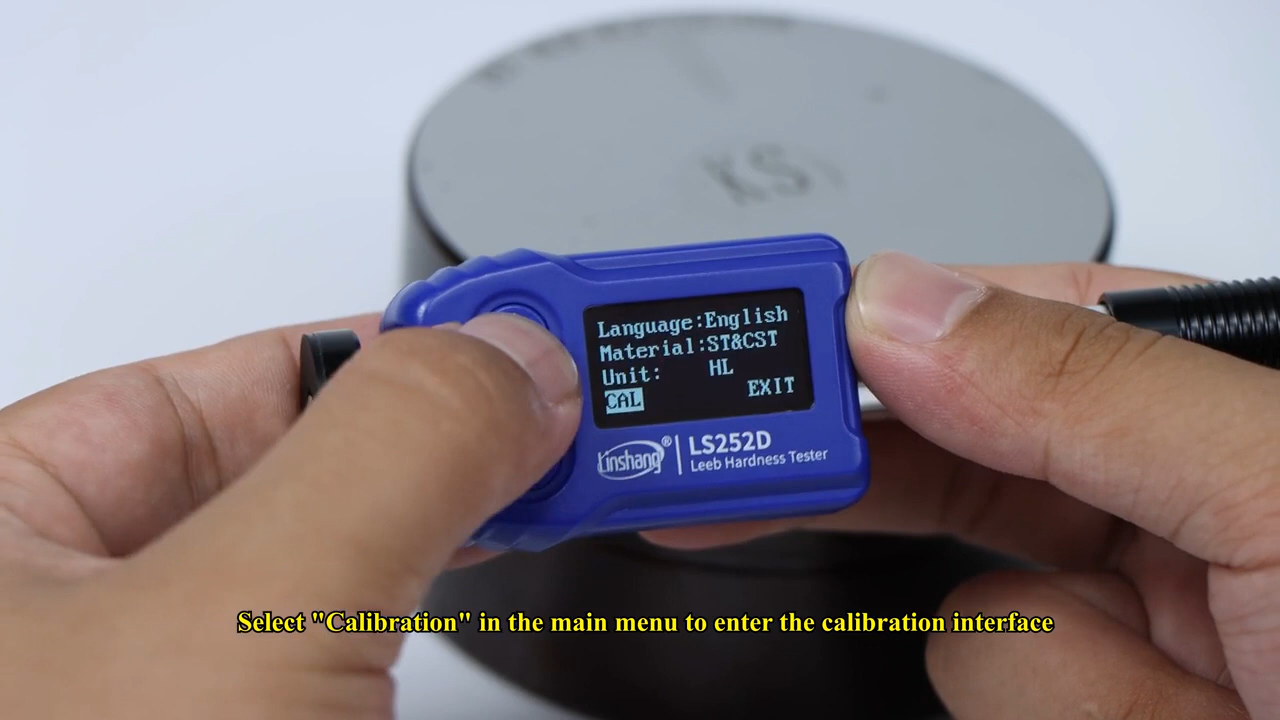 KS
Language:English
Material:ST&CST
Unit: HL
CAL EXIT
Linshang® LS252D
Leeb Hardness Tester
Select "Calibration" in the main menu to enter the calibration interface